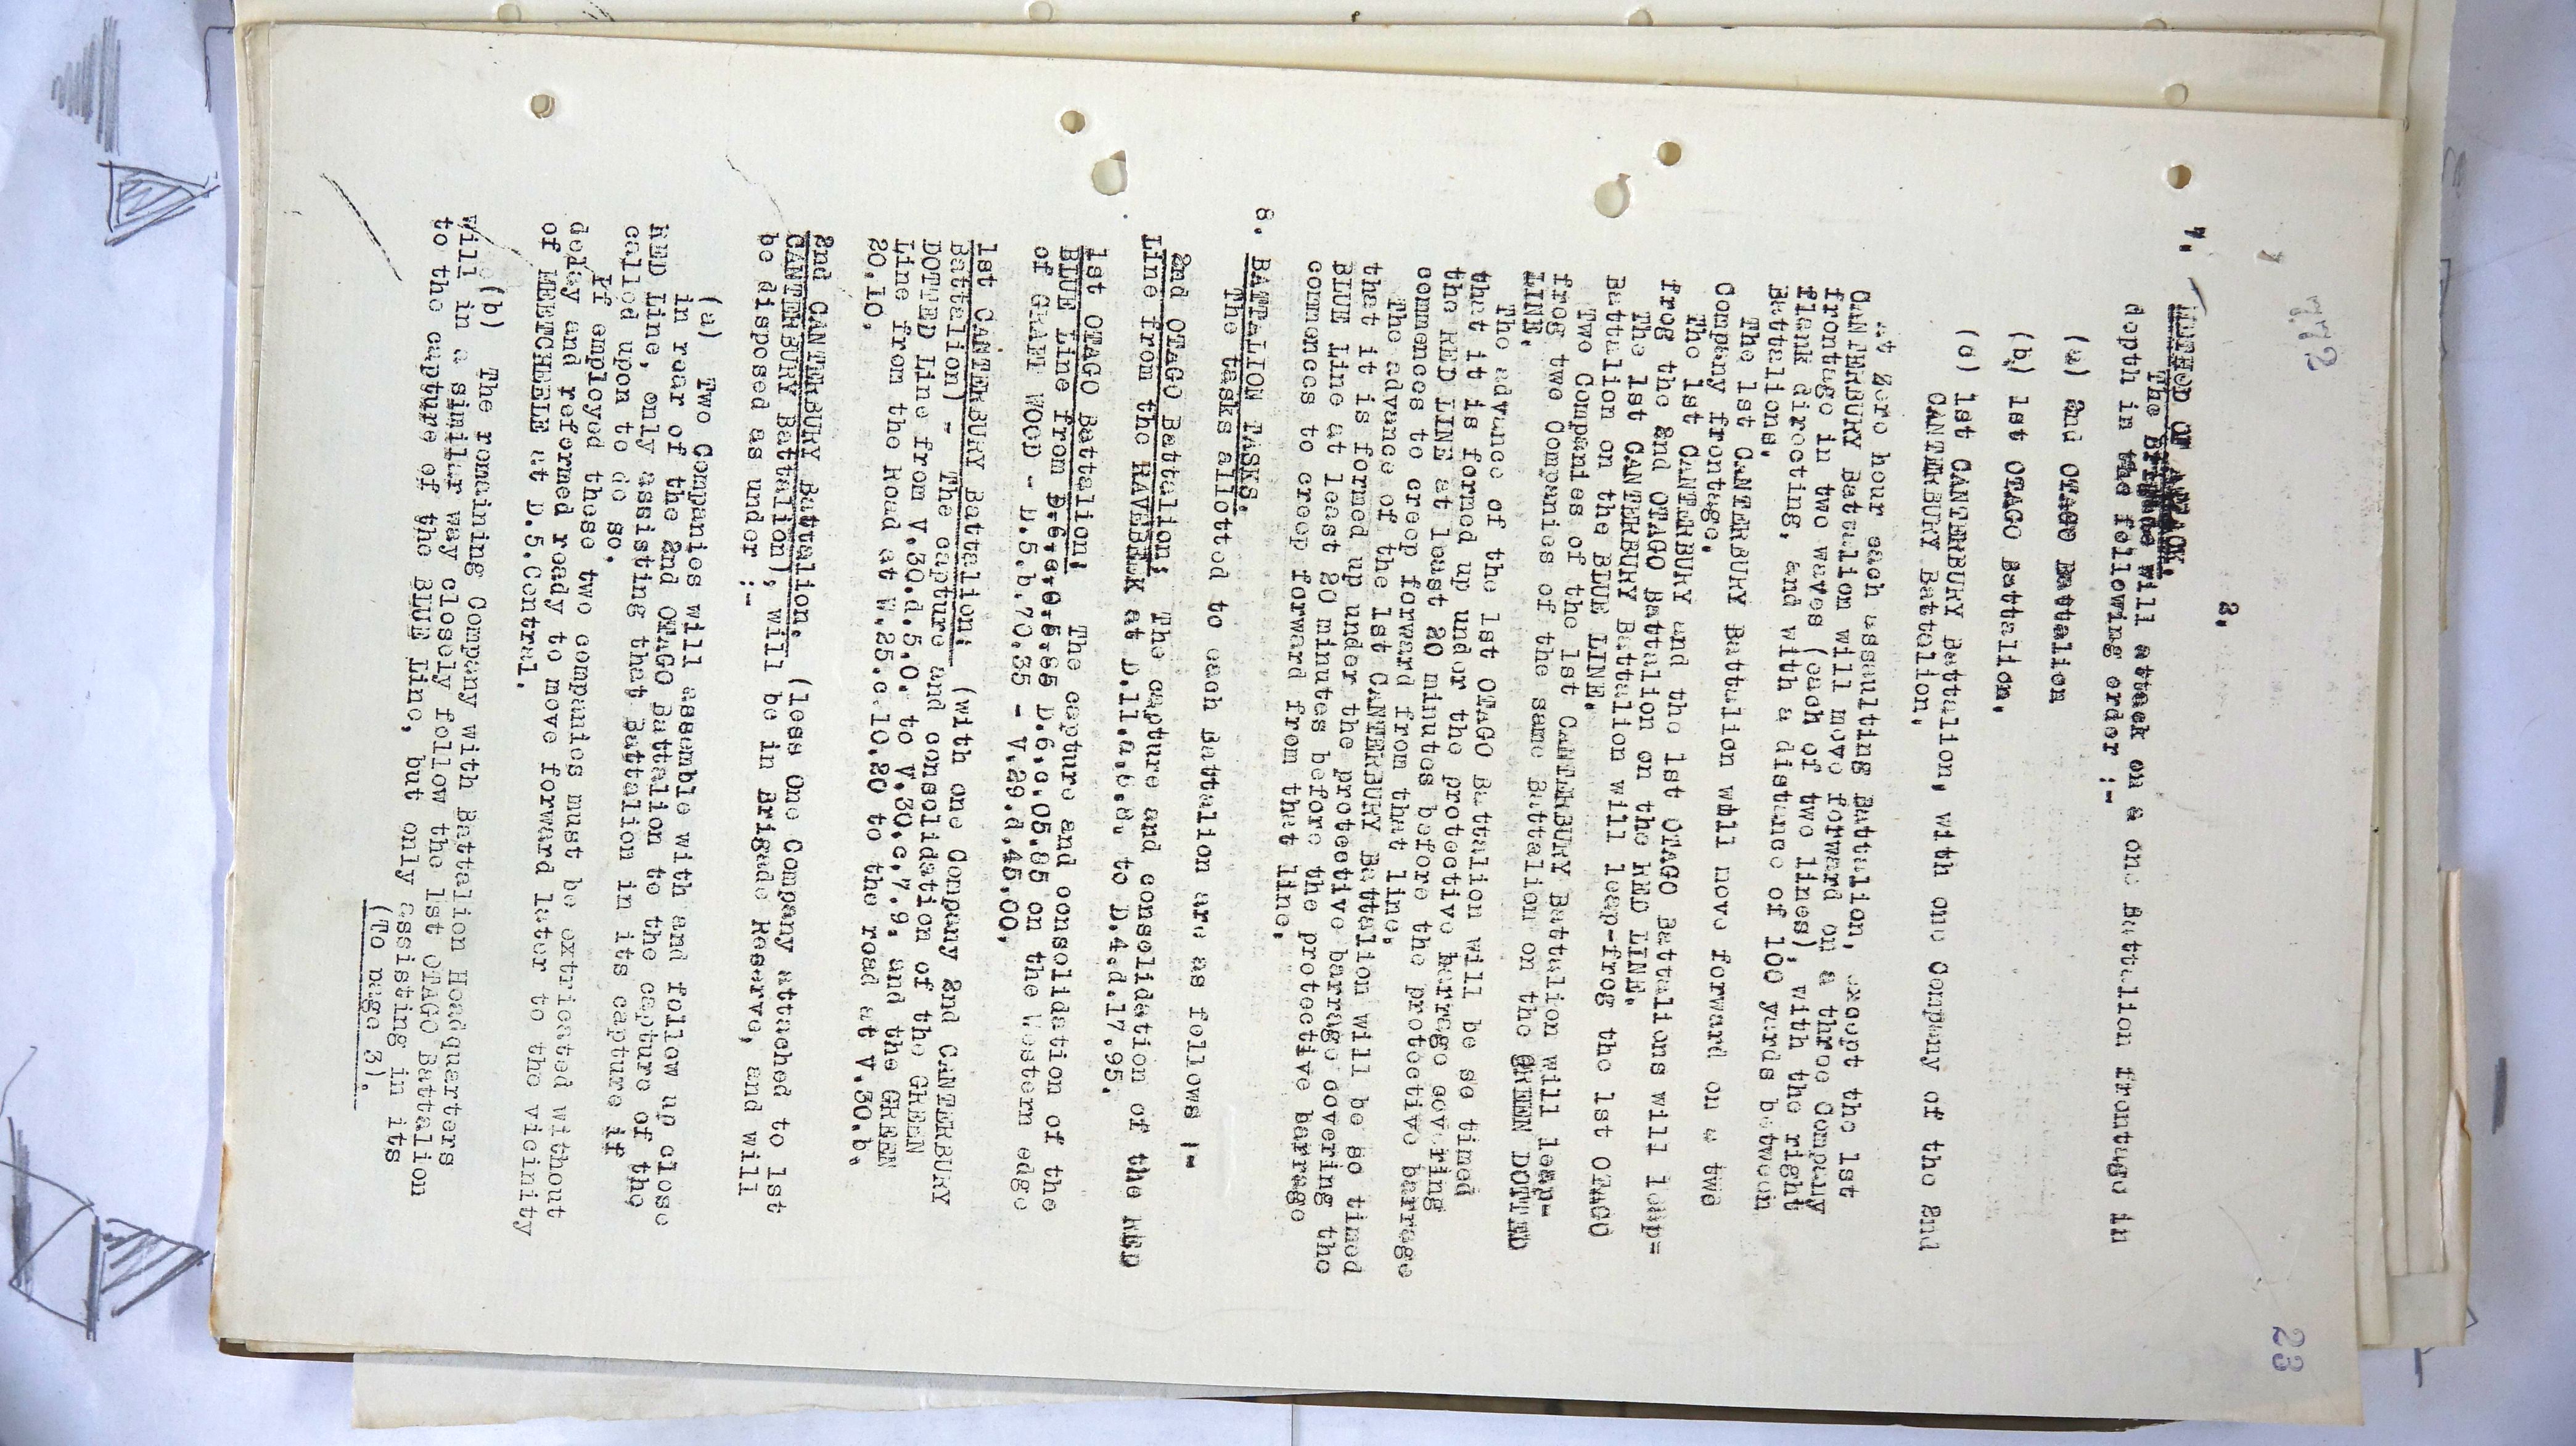 773
23
2.
7. METHOD OF ATTACK.
The Brigade will attack on a one Battalion frontage in
depth in the following order :-
(a) 2nd OTAGO Battalion
(b) 1st OTAGO Battalion.
(c) 1st CANTERBURY Battalion, with one Company of the 2nd
CANTERBURY Battalion.
At Zero hour each assaulting Battalion, except the 1st
CANTERBURY Battalion will move forward on a three Company
frontage in two waves (each of two lines), with the right
flank directing, and with a distance of 100 yards between
Battalions.
The 1st CANTERBURY Battalion will move forward on a two
Company frontage.
The 1st CANTERBURY and the 1st OTAGO Battalions will leap-
frog the 2nd OTAGO Battalion on the RED LINE.
The 1st CANTERBURY Battalion will leap-frog the 1st OTAGO
Battalion on the BLUE LINE.
Two Companies of the 1st CANTERBURY Battalion will leap-
frog two Companies of the same Battalion on the GREEN DOTTED
LINE.
The advance of the 1st OTAGO Battalion will be so timed
that it is formed up under the protective barrage covering
the RED LINE at least 20 minutes before the protective barrage
commences to creep forward from that line.
The advance of the 1st CANTERBURY Battalion will be so timed
that it is formed up under the protective barrage covering the
BLUE Line at least 20 minutes before the protective barrage
commences to creep forward from that line.
8. BATTALION TASKS.
The tasks allotted to each Battalion are as follows :-
2nd OTAGO Battalion: The capture and consolidation of the RED
Line from the RAVEBEEK at D.11.a.6.8. to D.4.d.17.95.
1st OTAGO Battalion: The capture and consolidation of the
BLUE Line from D.6.c.05.85 on the Western edge
of GRAF WOOD - D.5.b.70.35 - V.29.d.45.00.
1st CANTERBURY Battalion: (with one Company 2nd CANTERBURY
Battalion) - The capture and consolidation of the GREEN
DOTTED Line from V.30.d.5.0. to V.30.c.7.9. and the GREEN
Line from the Road at W.25.c.10.20 to the road at V.30.b.
20.10.
2nd CANTERBURY Battalion. (less One Company attached to 1st
CANTERBURY Battalion), will be in Brigade Reserve, and will
be disposed as under :-
(a) Two Companies will assemble with and follow up close
in rear of the 2nd OTAGO Battalion to the capture of the
RED Line, only assisting that Battalion in its capture if
called upon to do so.
If employed these two companies must be extricated without
delay and reformed ready to move forward later to the vicinity
of MEETCHEELE at D.5.Central.
(b) The remaining Company with Battalion Headquarters
will in a similar way closely follow the 1st OTAGO Battalion
to the capture of the BLUE Line, but only assisting in its
(To page 3).